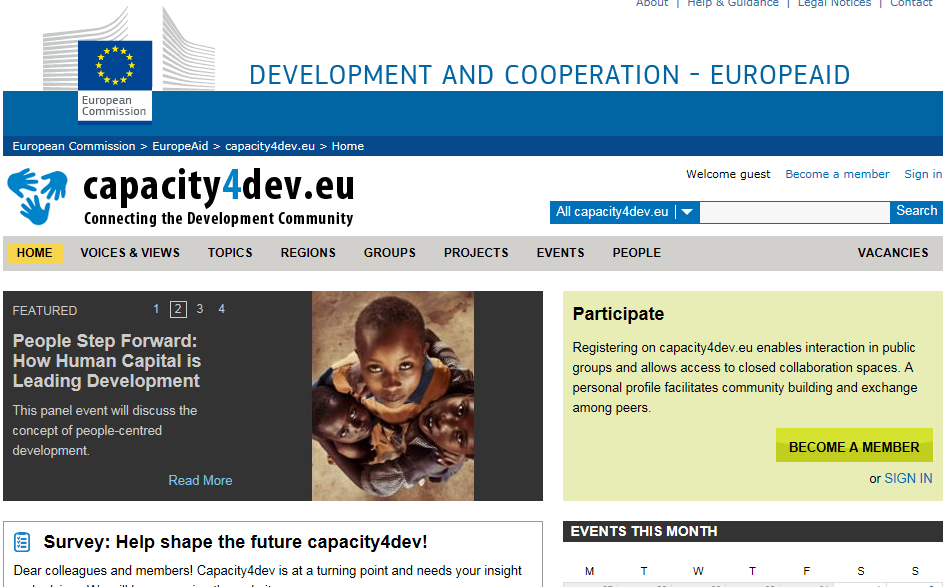 About | Help & Guidance | Legal Notices | Contact
DEVELOPMENT AND COOPERATION - EUROPEAID
European
Commission
European Commission > EuropeAid > capacity4dev.eu > Home
capacity4dev.eu
Connecting the Development Community
Welcome guest Become a member Sign in
All capacity4dev.eu Search
HOME VOICES & VIEWS TOPICS REGIONS GROUPS PROJECTS EVENTS PEOPLE VACANCIES
FEATURED 1 2 3 4
People Step Forward:
How Human Capital is
Leading Development
This panel event will discuss the
concept of people-centred
development.
Read More
Participate
Registering on capacity4dev.eu enables interaction in public
groups and allows access to closed collaboration spaces. A
personal profile facilitates community building and exchange
among peers.
BECOME A MEMBER
or SIGN IN
Survey: Help shape the future capacity4dev!
Dear colleagues and members! Capacity4dev is at a turning point and needs your insight
EVENTS THIS MONTH
M T W T F S S